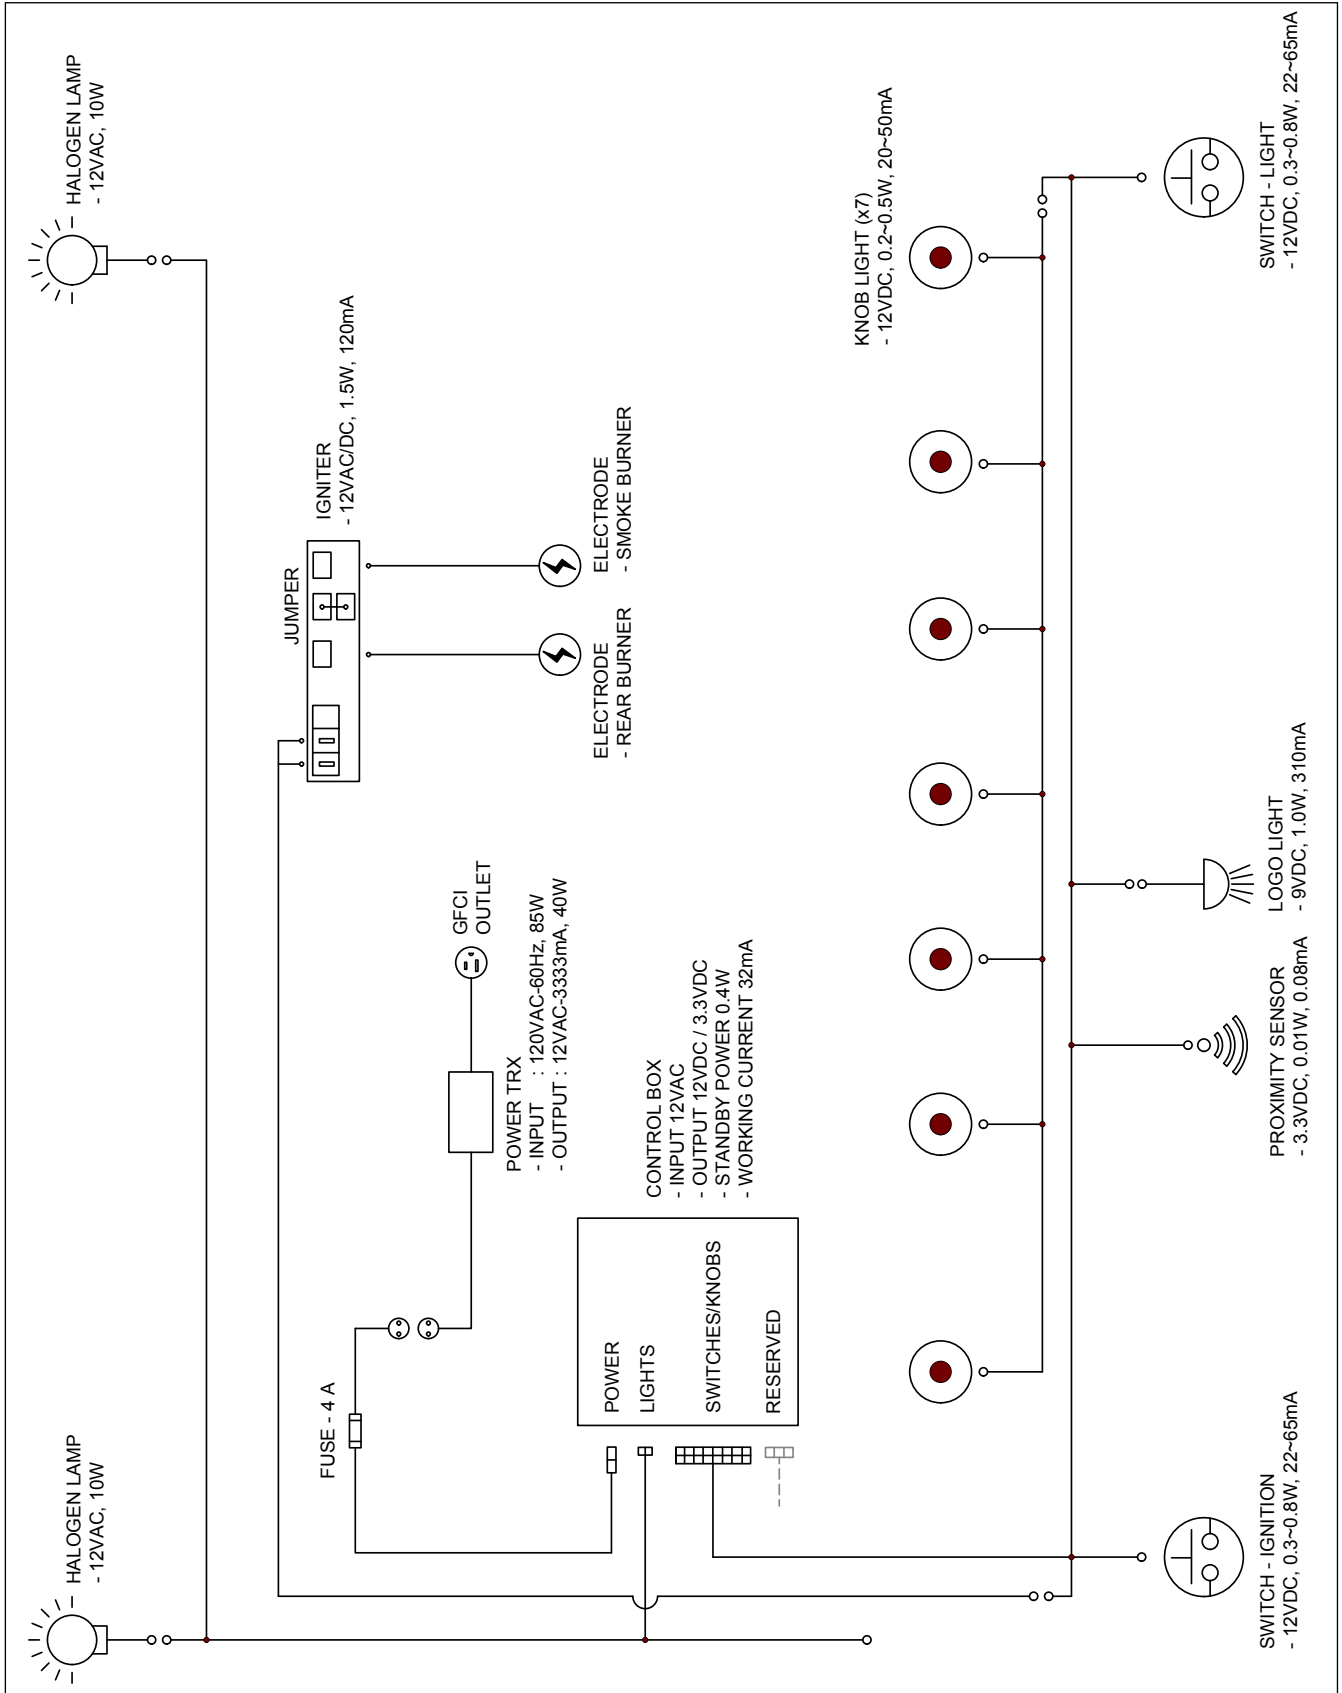 HALOGEN LAMP
- 12VAC, 10W
HALOGEN LAMP
- 12VAC, 10W
FUSE - 4 A
JUMPER
IGNITER
- 12VAC/DC, 1.5W, 120mA
GFCI
OUTLET
POWER TRX
- INPUT : 120VAC-60Hz, 85W
- OUTPUT : 12VAC-3333mA, 40W
ELECTRODE
- REAR BURNER
ELECTRODE
- SMOKE BURNER
CONTROL BOX
- INPUT 12VAC
- OUTPUT 12VDC / 3.3VDC
- STANDBY POWER 0.4W
- WORKING CURRENT 32mA
POWER
LIGHTS
SWITCHES/KNOBS
RESERVED
KNOB LIGHT (x7)
- 12VDC, 0.2~0.5W, 20~50mA
SWITCH - IGNITION
- 12VDC, 0.3~0.8W, 22~65mA
PROXIMITY SENSOR
- 3.3VDC, 0.01W, 0.08mA
LOGO LIGHT
- 9VDC, 1.0W, 310mA
SWITCH - LIGHT
- 12VDC, 0.3~0.8W, 22~65mA